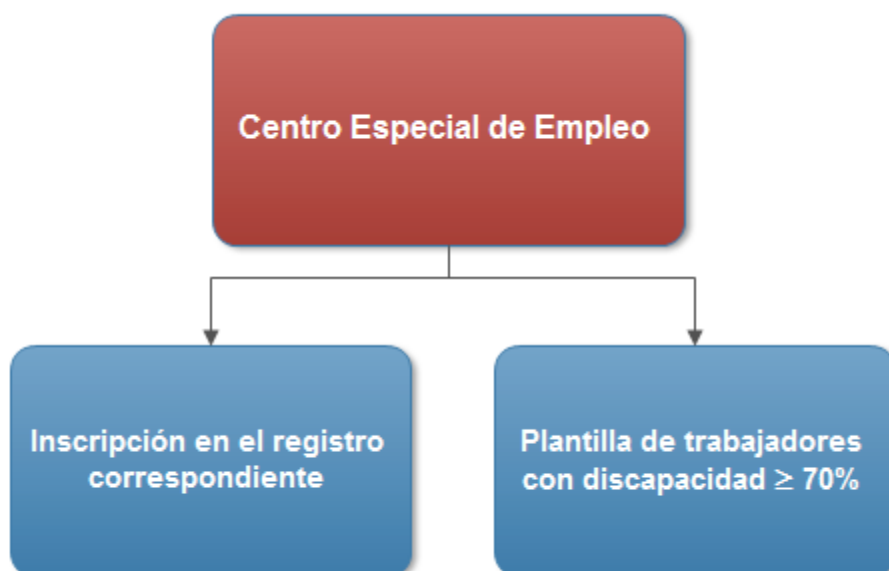 Centro Especial de Empleo
Inscripción en el registro
correspondiente
Plantilla de trabajadores
con discapacidad ≥ 70%